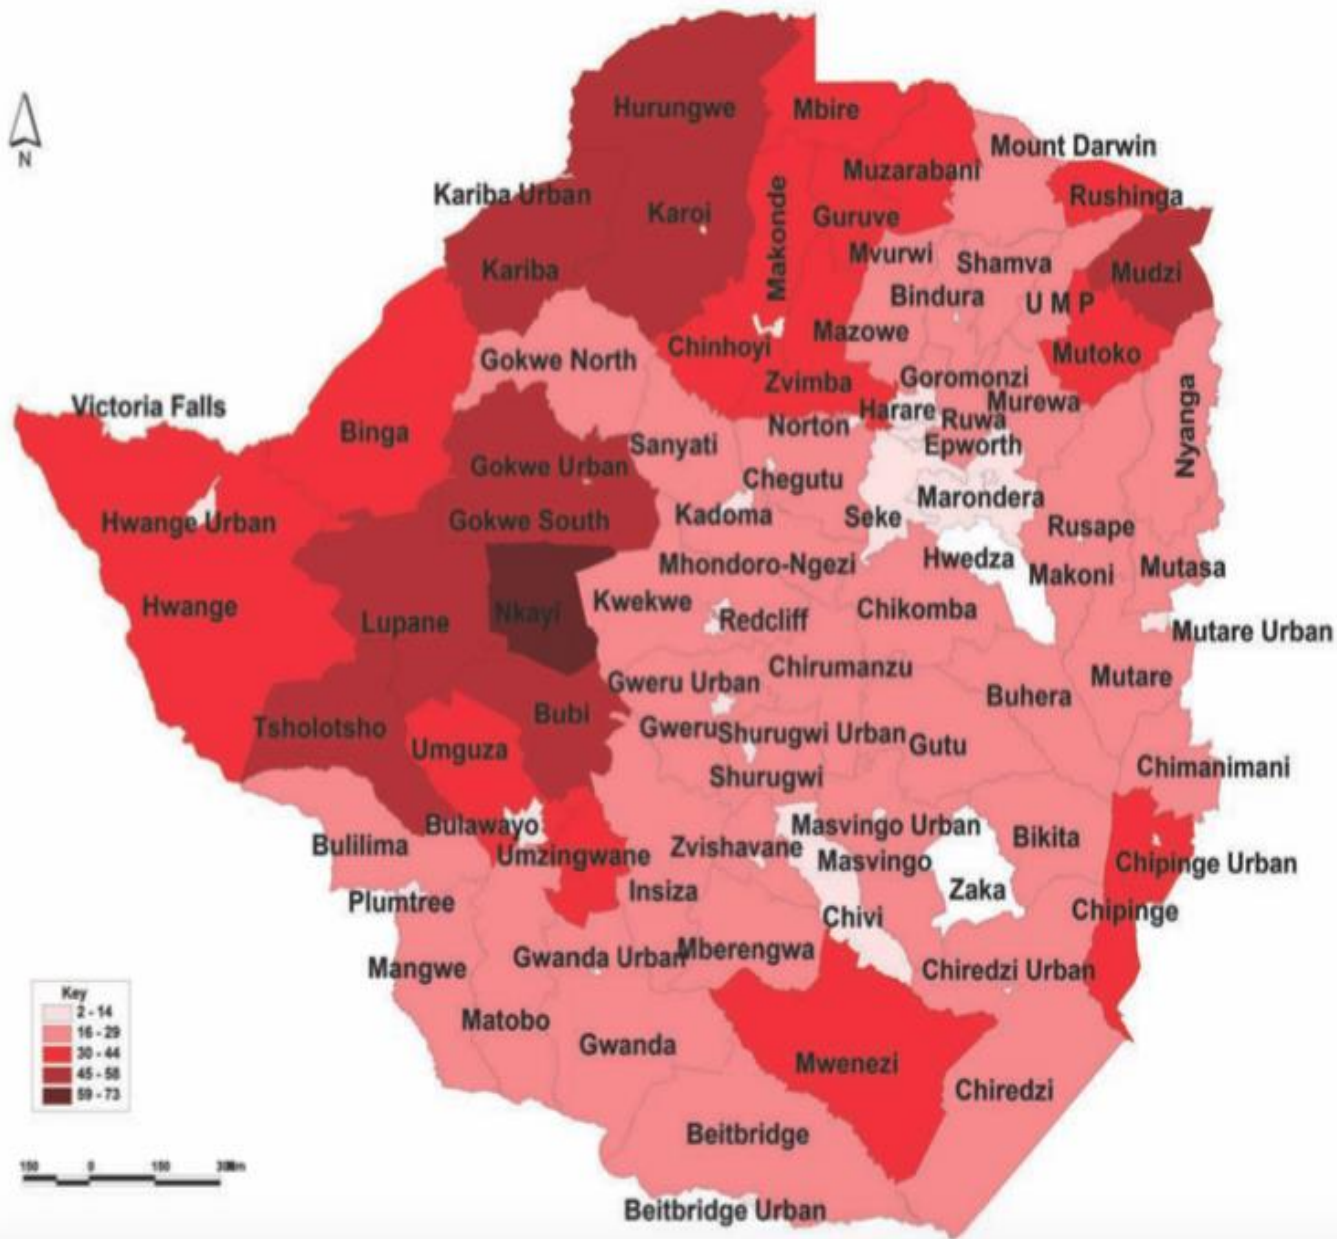 Hurungwe
Mbire
Mount Darwin
N
Muzarabani
Kariba Urban
Rushinga
Karoi
Makonde
Guruve
Mvurwi
Shamva
Kariba
Mudzi
Bindura
U M P
Mazowe
Chinhoyi
Mutoko
Gokwe North
Zvimba
Goromonzi
Victoria Falls
Harare
Murewa
Nyanga
Binga
Norton
Ruwa
Sanyati
Epworth
Gokwe Urban
Chegutu
Marondera
Hwange Urban
Gokwe South
Kadoma
Seke
Rusape
Mhondoro-Ngezi
Hwedza
Makoni
Mutasa
Hwange
Kwekwe
Chikomba
Lupane
Nkayi
Redcliff
Mutare Urban
Chirumanzu
Gweru Urban
Mutare
Buhera
Tsholotsho
Bubi
Gweru
Shurugwi Urban
Umguza
Gutu
Chimanimani
Shurugwi
Bulawayo
Masvingo Urban
Bulilima
Umzingwane
Zvishavane
Masvingo
Bikita
Chipinge Urban
Plumtree
Insiza
Zaka
Chivi
Chipinge
Mangwe
Gwanda Urban
Mberengwa
Chiredzi Urban
Key
2 - 14
16 - 29
30 - 44
45 - 58
59 - 73
Matobo
Gwanda
Mwenezi
Chiredzi
Beitbridge
150 0 150
Beitbridge Urban